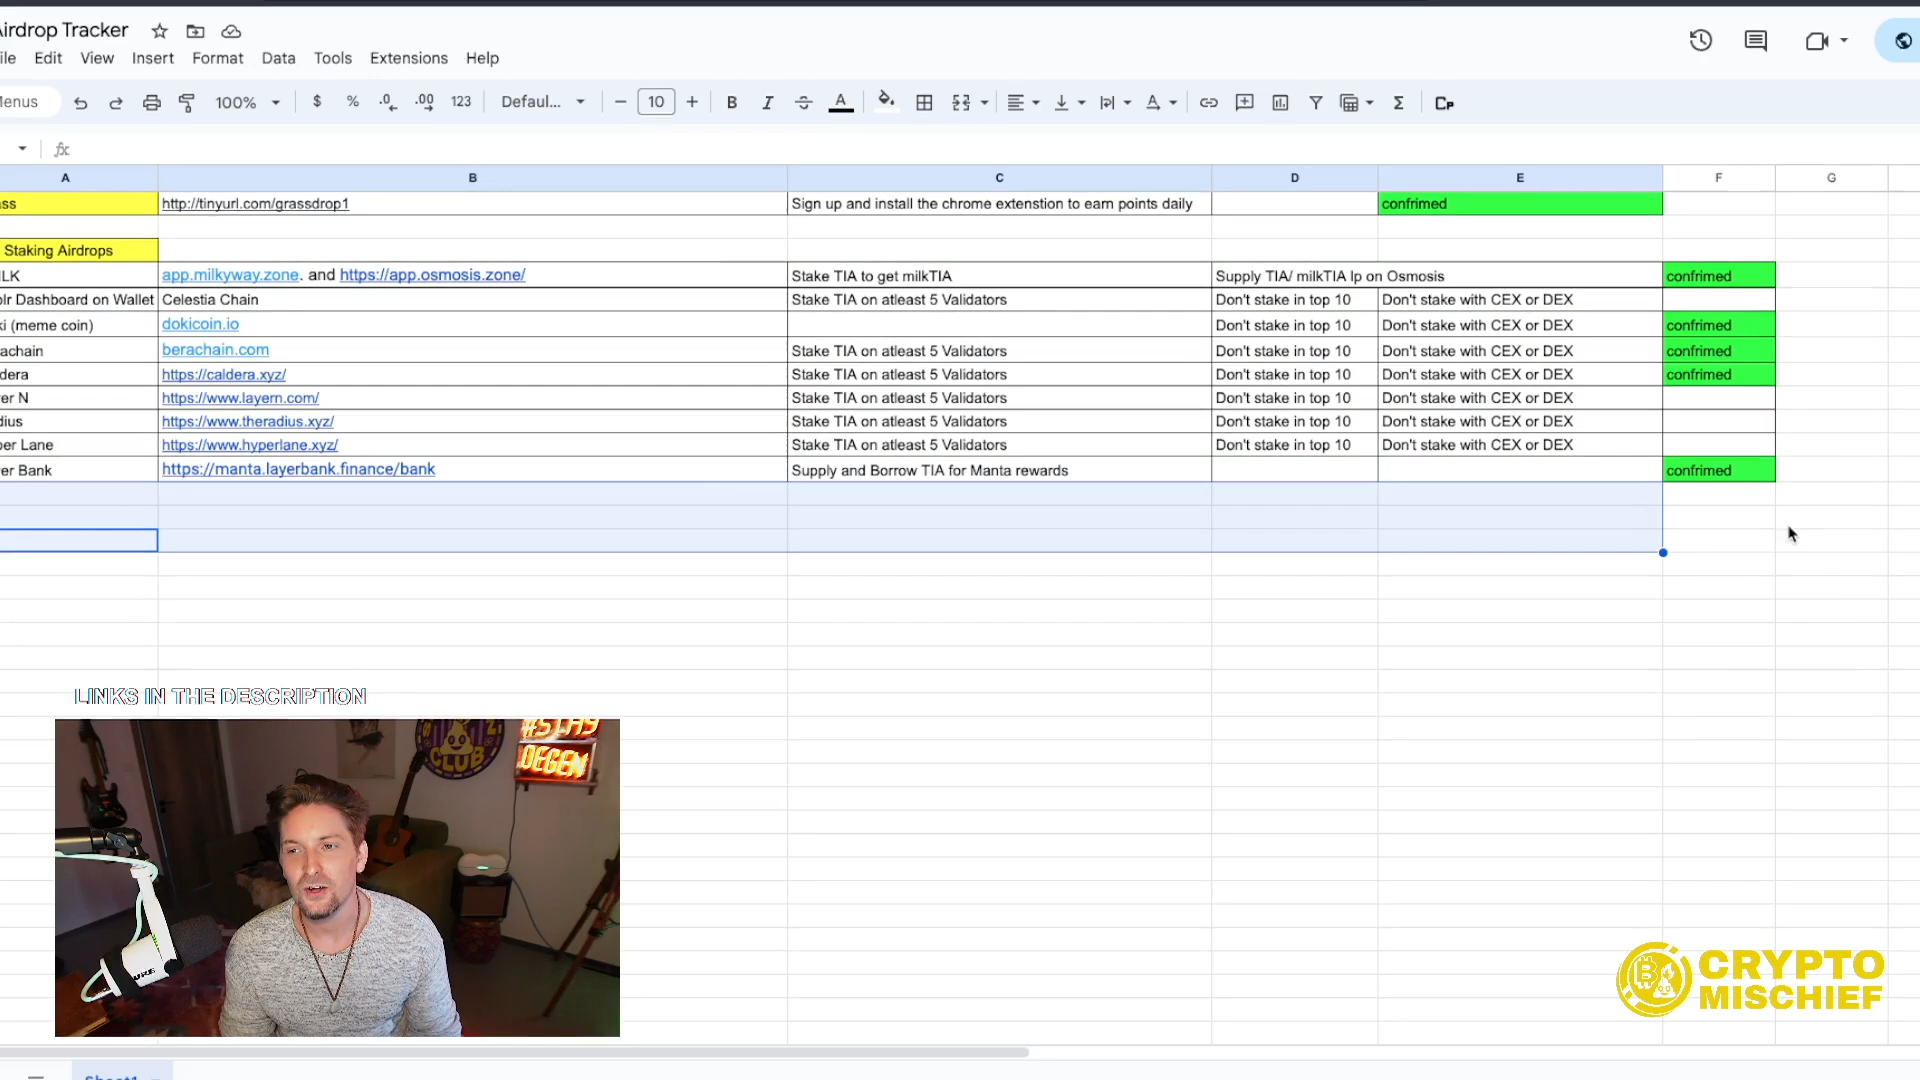 irdrop Tracker
ile Edit View Insert Format Data Tools Extensions Help
Menus 100% $ % .0 .00 123 Defaul... − 10 + B I A Σ
fx
A B C D E F G
ass http://tinyurl.com/grassdrop1 Sign up and install the chrome extenstion to earn points daily confrimed
Staking Airdrops
ILK app.milkyway.zone. and https://app.osmosis.zone/ Stake TIA to get milkTIA Supply TIA/ milkTIA lp on Osmosis confrimed
lr Dashboard on Wallet Celestia Chain Stake TIA on atleast 5 Validators Don't stake in top 10 Don't stake with CEX or DEX
ki (meme coin) dokicoin.io Don't stake in top 10 Don't stake with CEX or DEX confrimed
rachain berachain.com Stake TIA on atleast 5 Validators Don't stake in top 10 Don't stake with CEX or DEX confrimed
dera https://caldera.xyz/ Stake TIA on atleast 5 Validators Don't stake in top 10 Don't stake with CEX or DEX confrimed
er N https://www.layern.com/ Stake TIA on atleast 5 Validators Don't stake in top 10 Don't stake with CEX or DEX
dius https://www.theradius.xyz/ Stake TIA on atleast 5 Validators Don't stake in top 10 Don't stake with CEX or DEX
per Lane https://www.hyperlane.xyz/ Stake TIA on atleast 5 Validators Don't stake in top 10 Don't stake with CEX or DEX
er Bank https://manta.layerbank.finance/bank Supply and Borrow TIA for Manta rewards confrimed
LINKS IN THE DESCRIPTION
#STAY
DEGEN
CLUB
CRYPTO
MISCHIEF
Sheet1